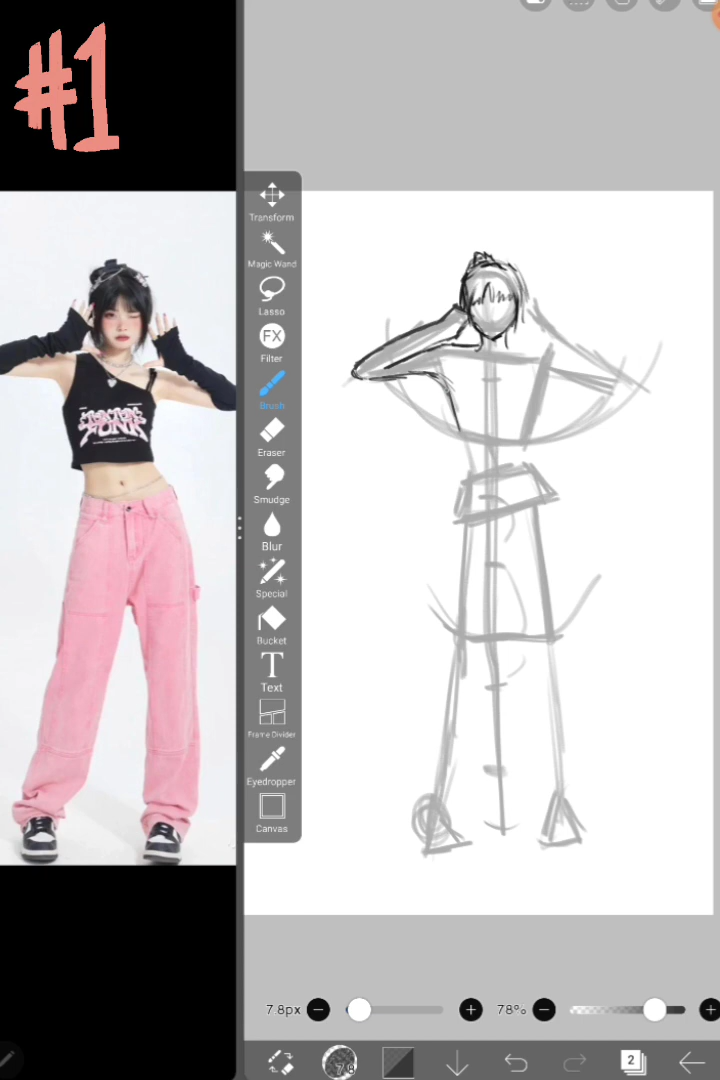 #1
Transform
Magic Wand
Lasso
FX
Filter
Brush
Eraser
Smudge
Blur
Special
Bucket
T
Text
Frame Divider
Eyedropper
Canvas
7.8px
78%
2